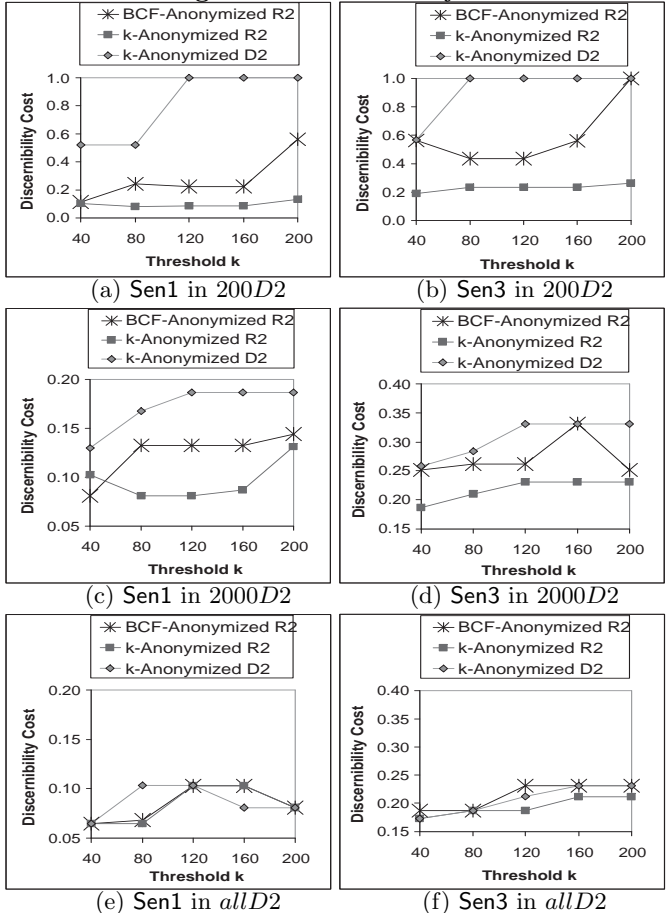 BCF-Anonymized R2
k-Anonymized R2
k-Anonymized D2
Discernibility Cost
1.0
0.8
0.6
0.4
0.2
0.0
40 80 120 160 200
Threshold k
(a) Sen1 in 200D2
BCF-Anonymized R2
k-Anonymized R2
k-Anonymized D2
Discernibility Cost
1.0
0.8
0.6
0.4
0.2
0.0
40 80 120 160 200
Threshold k
(b) Sen3 in 200D2
BCF-Anonymized R2
k-Anonymized R2
k-Anonymized D2
Discernibility Cost
0.20
0.15
0.10
0.05
40 80 120 160 200
Threshold k
(c) Sen1 in 2000D2
BCF-Anonymized R2
k-Anonymized R2
k-Anonymized D2
Discernibility Cost
0.40
0.35
0.30
0.25
0.20
0.15
40 80 120 160 200
Threshold k
(d) Sen3 in 2000D2
BCF-Anonymized R2
k-Anonymized R2
k-Anonymized D2
Discernibility Cost
0.20
0.15
0.10
0.05
40 80 120 160 200
Threshold k
(e) Sen1 in allD2
BCF-Anonymized R2
k-Anonymized R2
k-Anonymized D2
Discernibility Cost
0.40
0.35
0.30
0.25
0.20
0.15
40 80 120 160 200
Threshold k
(f) Sen3 in allD2